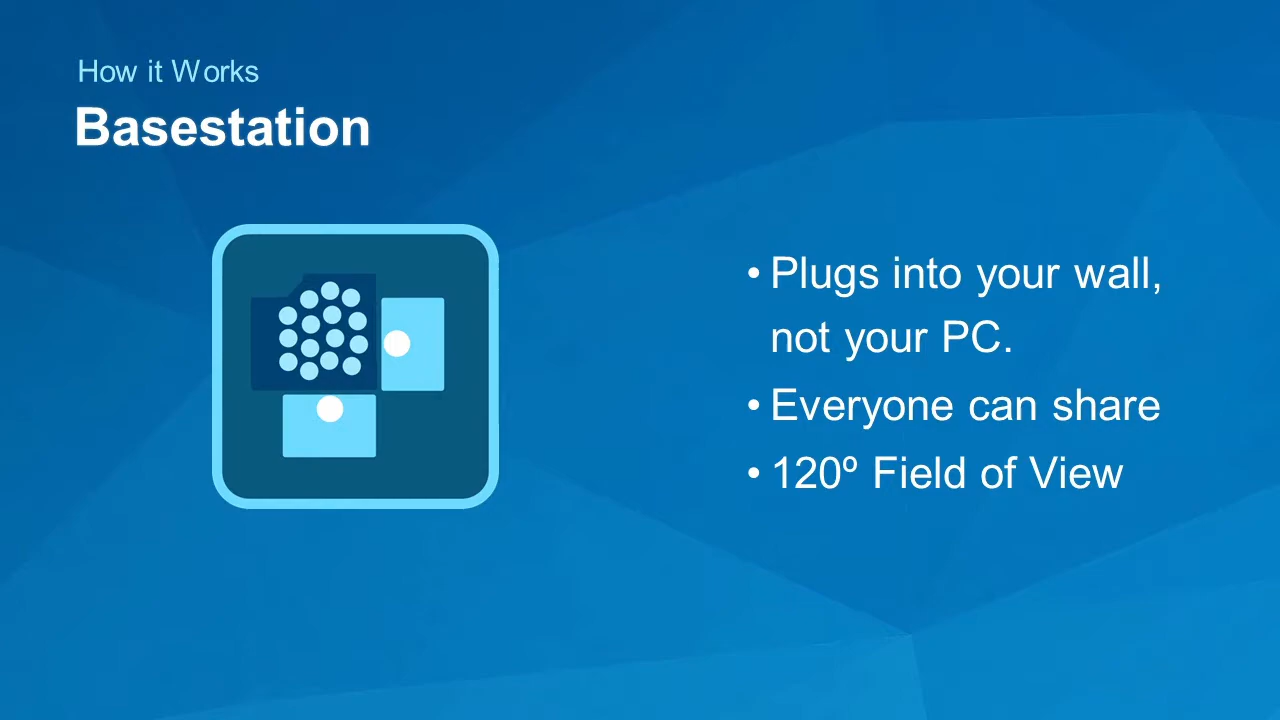 How it Works
Basestation
• Plugs into your wall,
not your PC.
• Everyone can share
• 120º Field of View